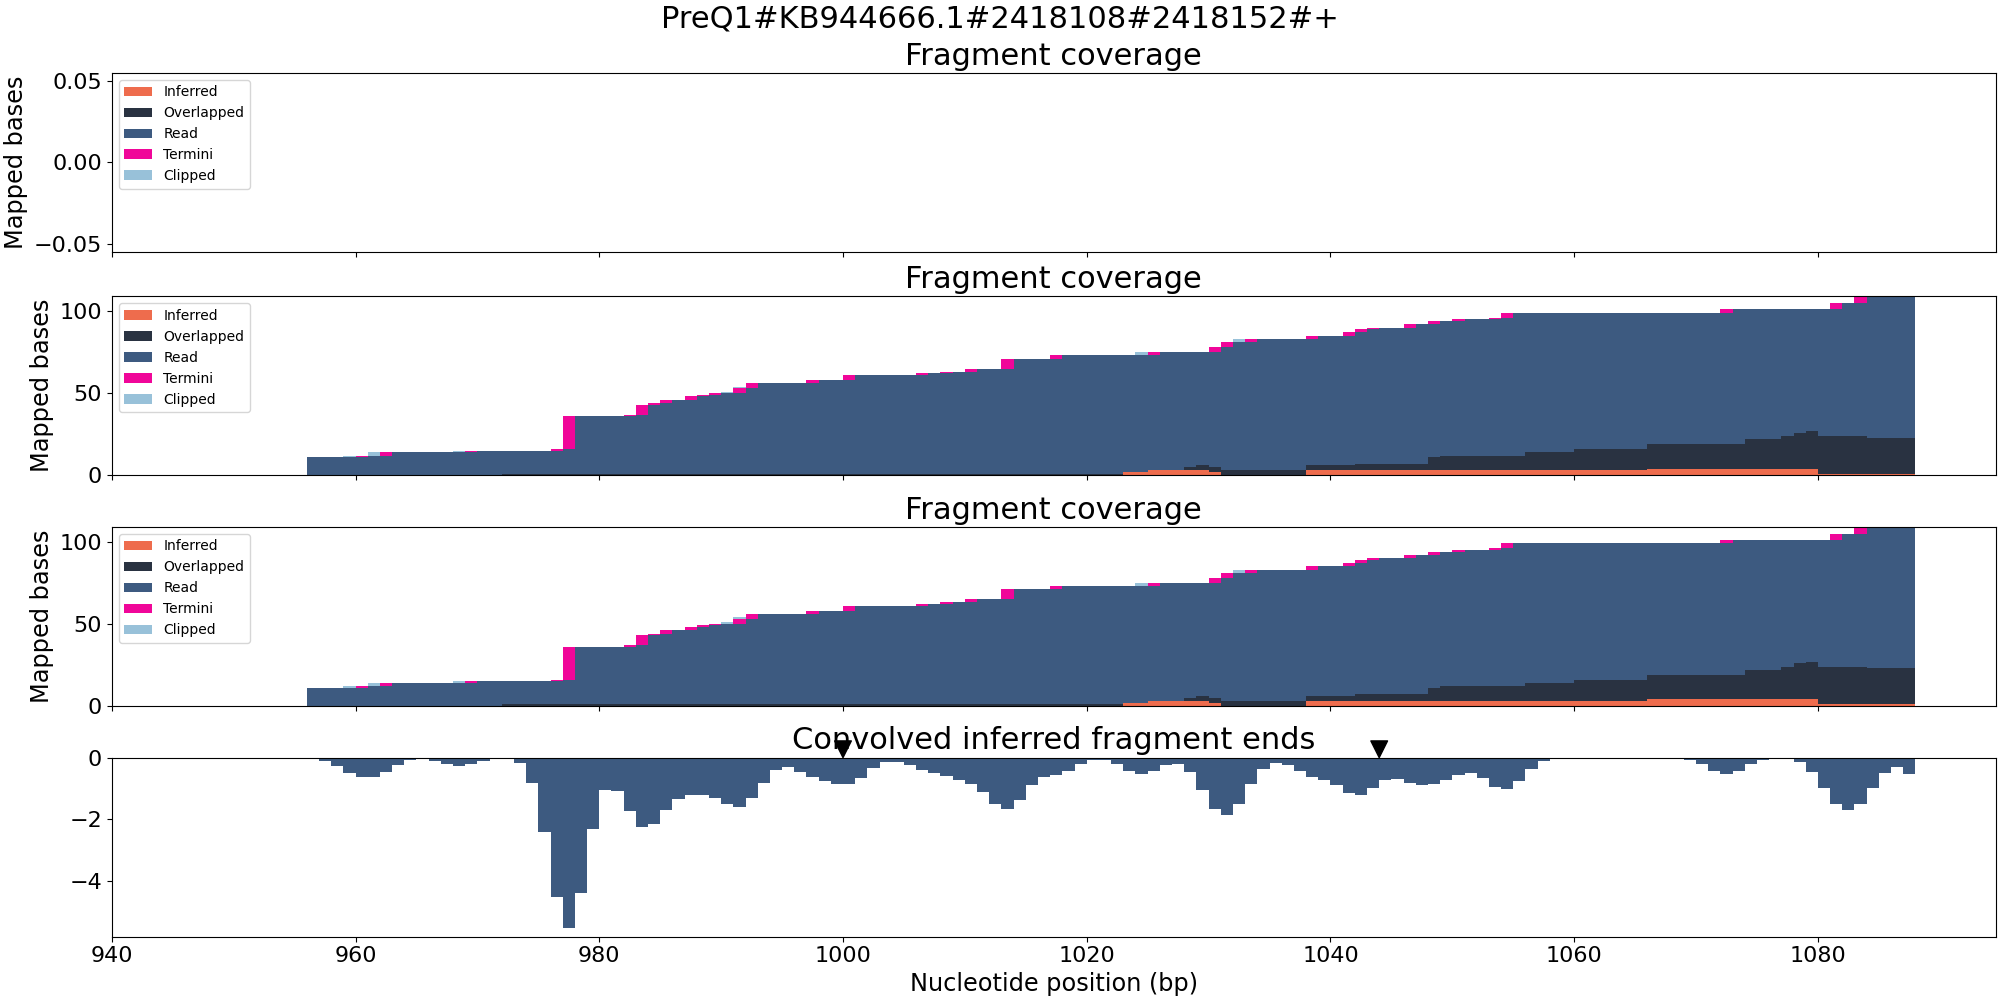 PreQ1#KB944666.1#2418108#2418152#+
Fragment coverage
Mapped bases
0.05
0.00
−0.05
Inferred
Overlapped
Read
Termini
Clipped
Fragment coverage
Mapped bases
100
50
0
Inferred
Overlapped
Read
Termini
Clipped
Fragment coverage
Mapped bases
100
50
0
Inferred
Overlapped
Read
Termini
Clipped
Convolved inferred fragment ends
0
−2
−4
940 960 980 1000 1020 1040 1060 1080
Nucleotide position (bp)